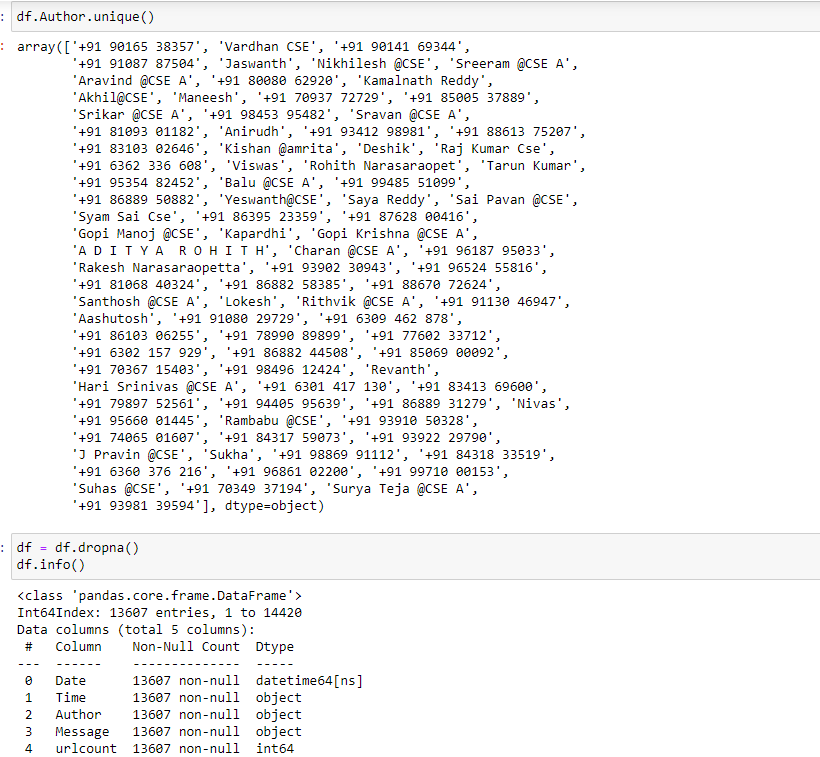 : df.Author.unique()
: array(['+91 90165 38357', 'Vardhan CSE', '+91 90141 69344',
'+91 91087 87504', 'Jaswanth', 'Nikhilesh @CSE', 'Sreeram @CSE A',
'Aravind @CSE A', '+91 80080 62920', 'Kamalnath Reddy',
'Akhil@CSE', 'Maneesh', '+91 70937 72729', '+91 85005 37889',
'Srikar @CSE A', '+91 98453 95482', 'Sravan @CSE A',
'+91 81093 01182', 'Anirudh', '+91 93412 98981', '+91 88613 75207',
'+91 83103 02646', 'Kishan @amrita', 'Deshik', 'Raj Kumar Cse',
'+91 6362 336 608', 'Viswas', 'Rohith Narasaraopet', 'Tarun Kumar',
'+91 95354 82452', 'Balu @CSE A', '+91 99485 51099',
'+91 86889 50882', 'Yeswanth@CSE', 'Saya Reddy', 'Sai Pavan @CSE',
'Syam Sai Cse', '+91 86395 23359', '+91 87628 00416',
'Gopi Manoj @CSE', 'Kapardhi', 'Gopi Krishna @CSE A',
'A D I T Y A  R O H I T H', 'Charan @CSE A', '+91 96187 95033',
'Rakesh Narasaraopetta', '+91 93902 30943', '+91 96524 55816',
'+91 81068 40324', '+91 86882 58385', '+91 88670 72624',
'Santhosh @CSE A', 'Lokesh', 'Rithvik @CSE A', '+91 91130 46947',
'Aashutosh', '+91 91080 29729', '+91 6309 462 878',
'+91 86103 06255', '+91 78990 89899', '+91 77602 33712',
'+91 6302 157 929', '+91 86882 44508', '+91 85069 00092',
'+91 70367 15403', '+91 98496 12424', 'Revanth',
'Hari Srinivas @CSE A', '+91 6301 417 130', '+91 83413 69600',
'+91 79897 52561', '+91 94405 95639', '+91 86889 31279', 'Nivas',
'+91 95660 01445', 'Rambabu @CSE', '+91 93910 50328',
'+91 74065 01607', '+91 84317 59073', '+91 93922 29790',
'J Pravin @CSE', 'Sukha', '+91 98869 91112', '+91 84318 33519',
'+91 6360 376 216', '+91 96861 02200', '+91 99710 00153',
'Suhas @CSE', '+91 70349 37194', 'Surya Teja @CSE A',
'+91 93981 39594'], dtype=object)
: df = df.dropna()
df.info()
<class 'pandas.core.frame.DataFrame'>
Int64Index: 13607 entries, 1 to 14420
Data columns (total 5 columns):
#   Column    Non-Null Count  Dtype
---  ------    --------------  -----
0   Date      13607 non-null  datetime64[ns]
1   Time      13607 non-null  object
2   Author    13607 non-null  object
3   Message   13607 non-null  object
4   urlcount  13607 non-null  int64